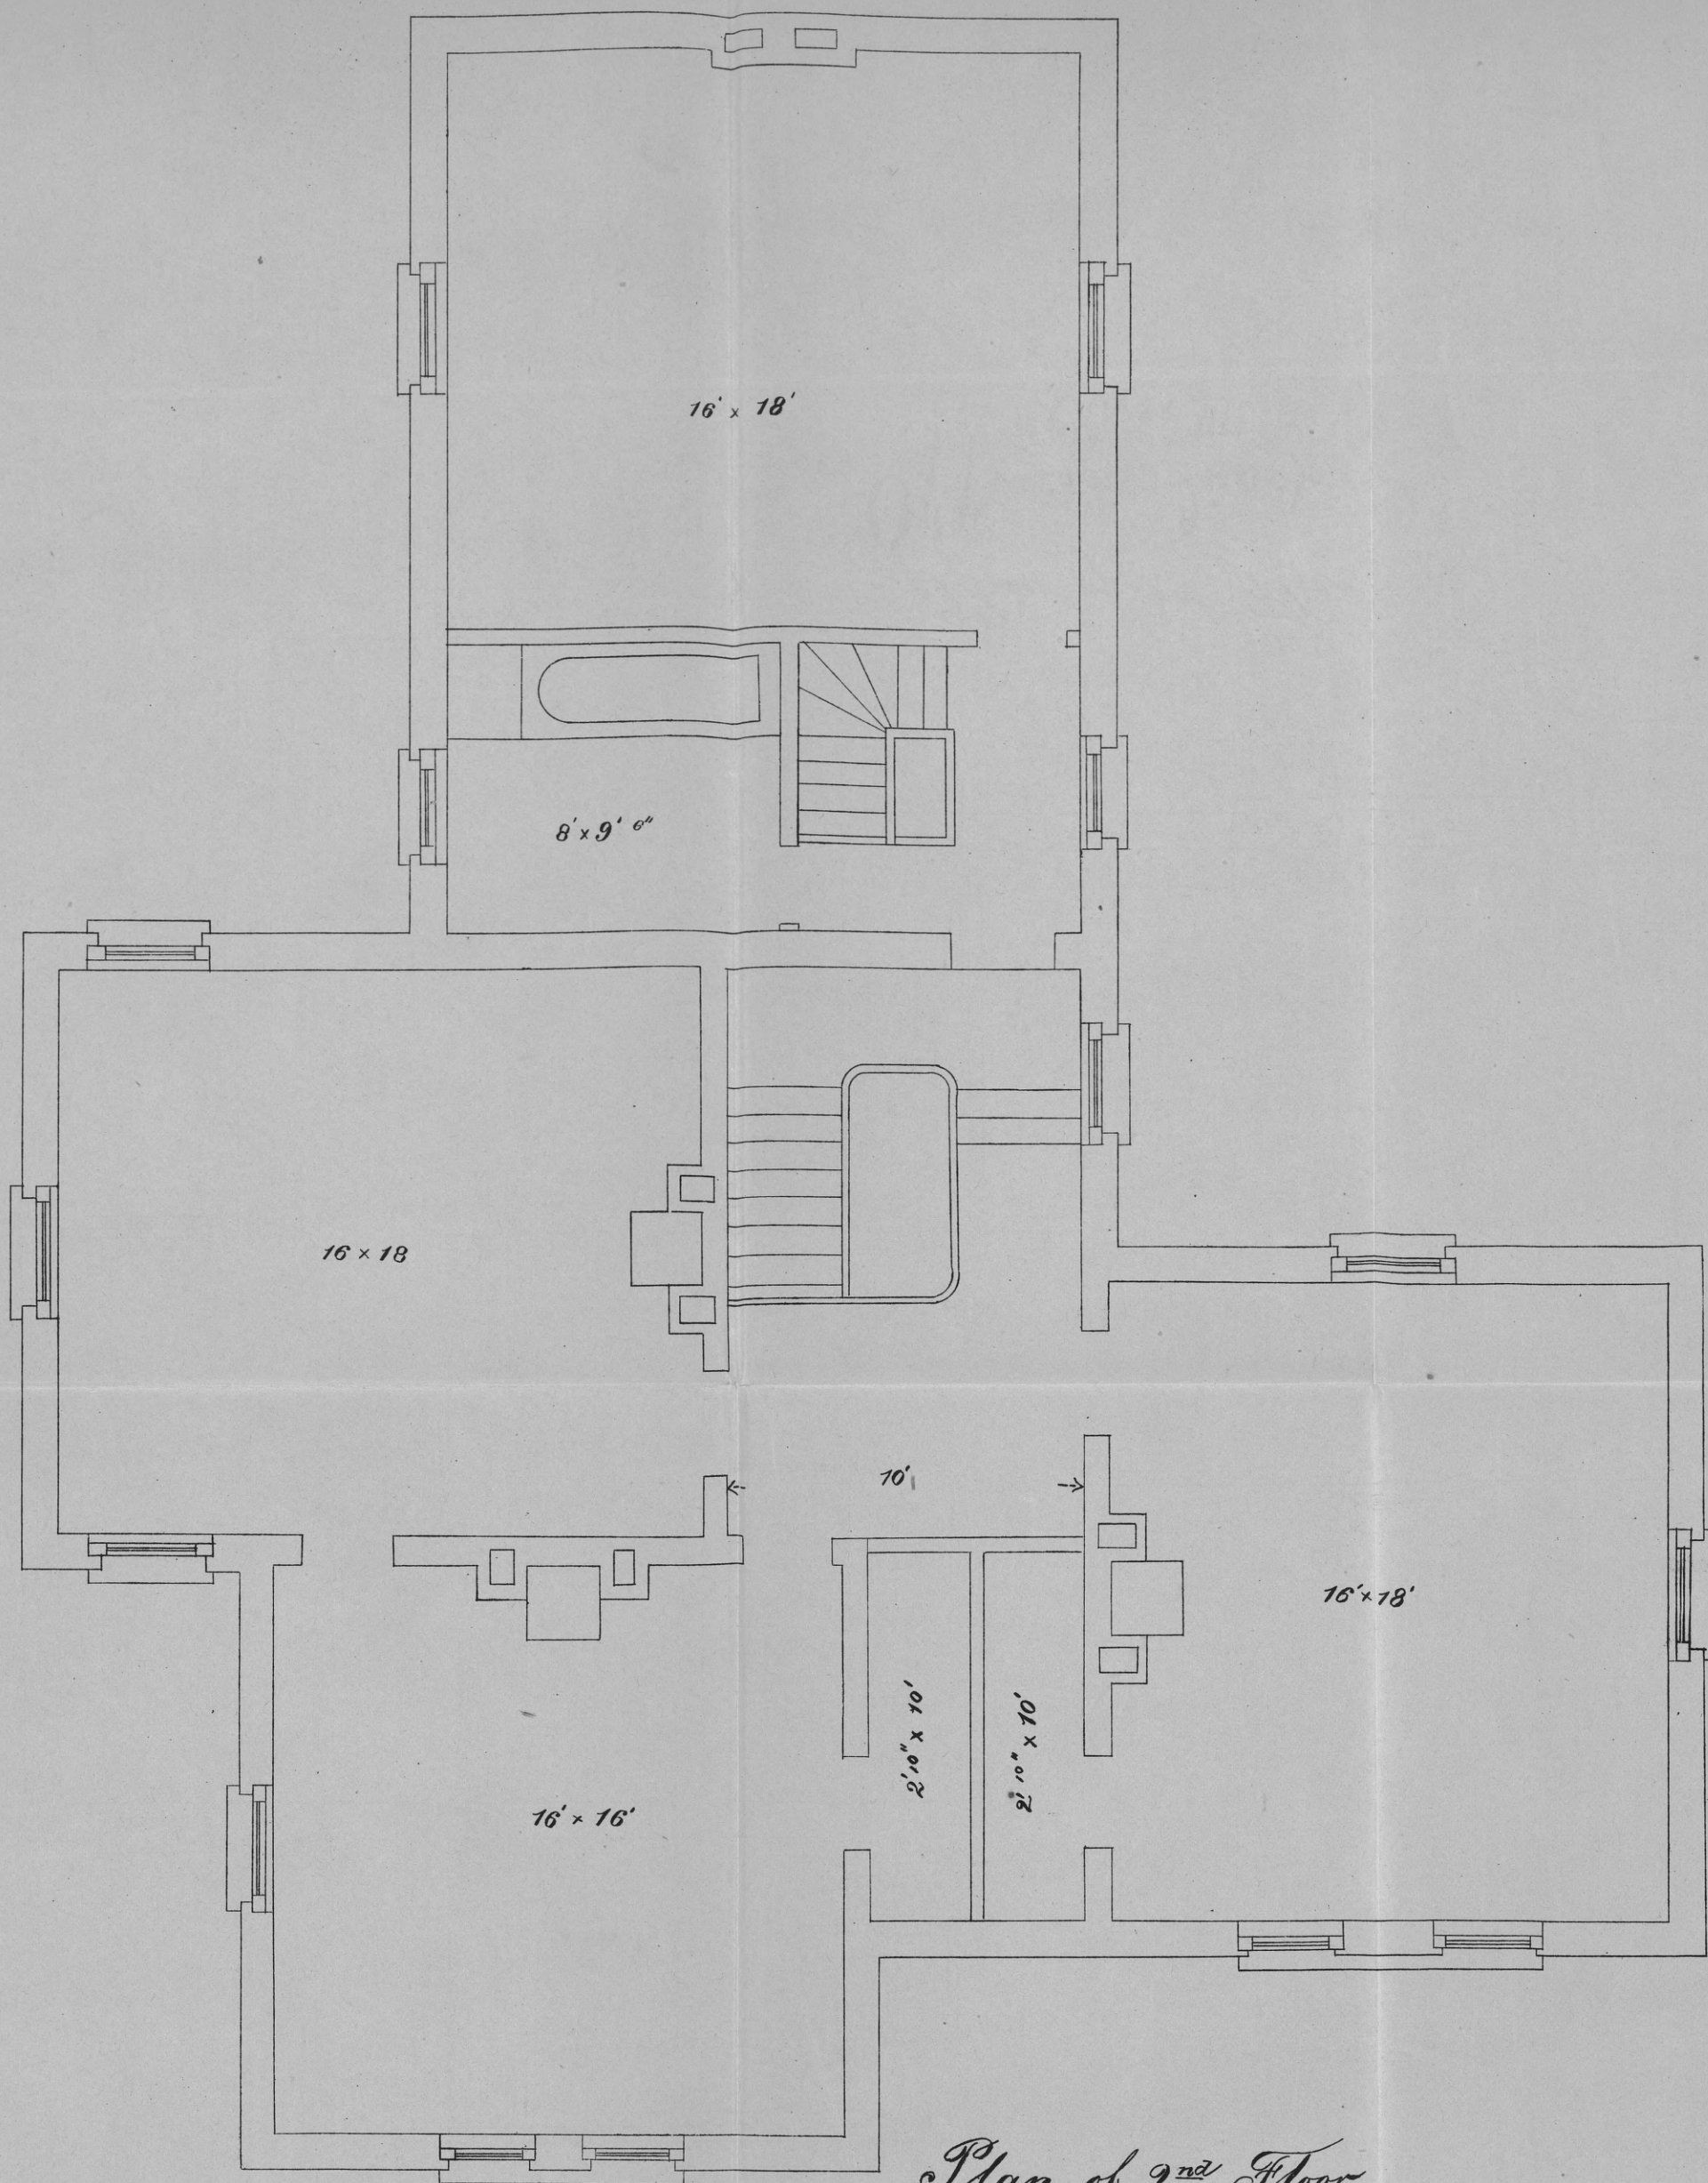 16' x 18'
8' x 9' 6"
16 x 18
10'
16' x 18'
2' 10" x 10'
2' 10" x 10'
16' x 16'
Plan of 2nd Floor